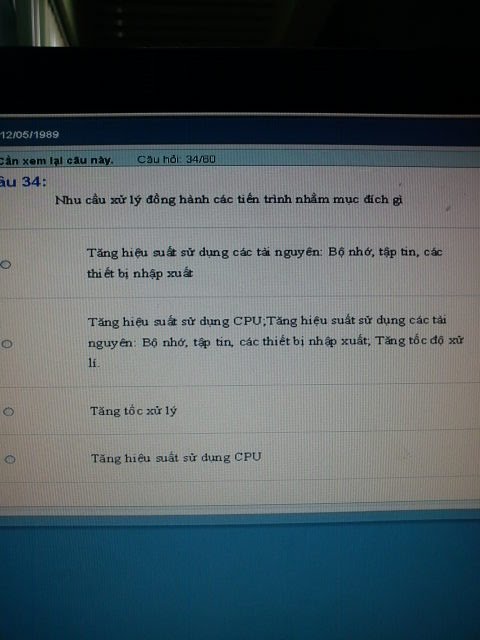 12/05/1989
Cần xem lại câu này. Câu hỏi: 34/60
âu 34:
Nhu cầu xử lý đồng hành các tiến trình nhằm mục đích gì
Tăng hiệu suất sử dụng các tài nguyên: Bộ nhớ, tập tin, các
thiết bị nhập xuất
Tăng hiệu suất sử dụng CPU;Tăng hiệu suất sử dụng các tài
nguyên: Bộ nhớ, tập tin, các thiết bị nhập xuất; Tăng tốc độ xử
lí.
Tăng tốc xử lý
Tăng hiệu suất sử dụng CPU